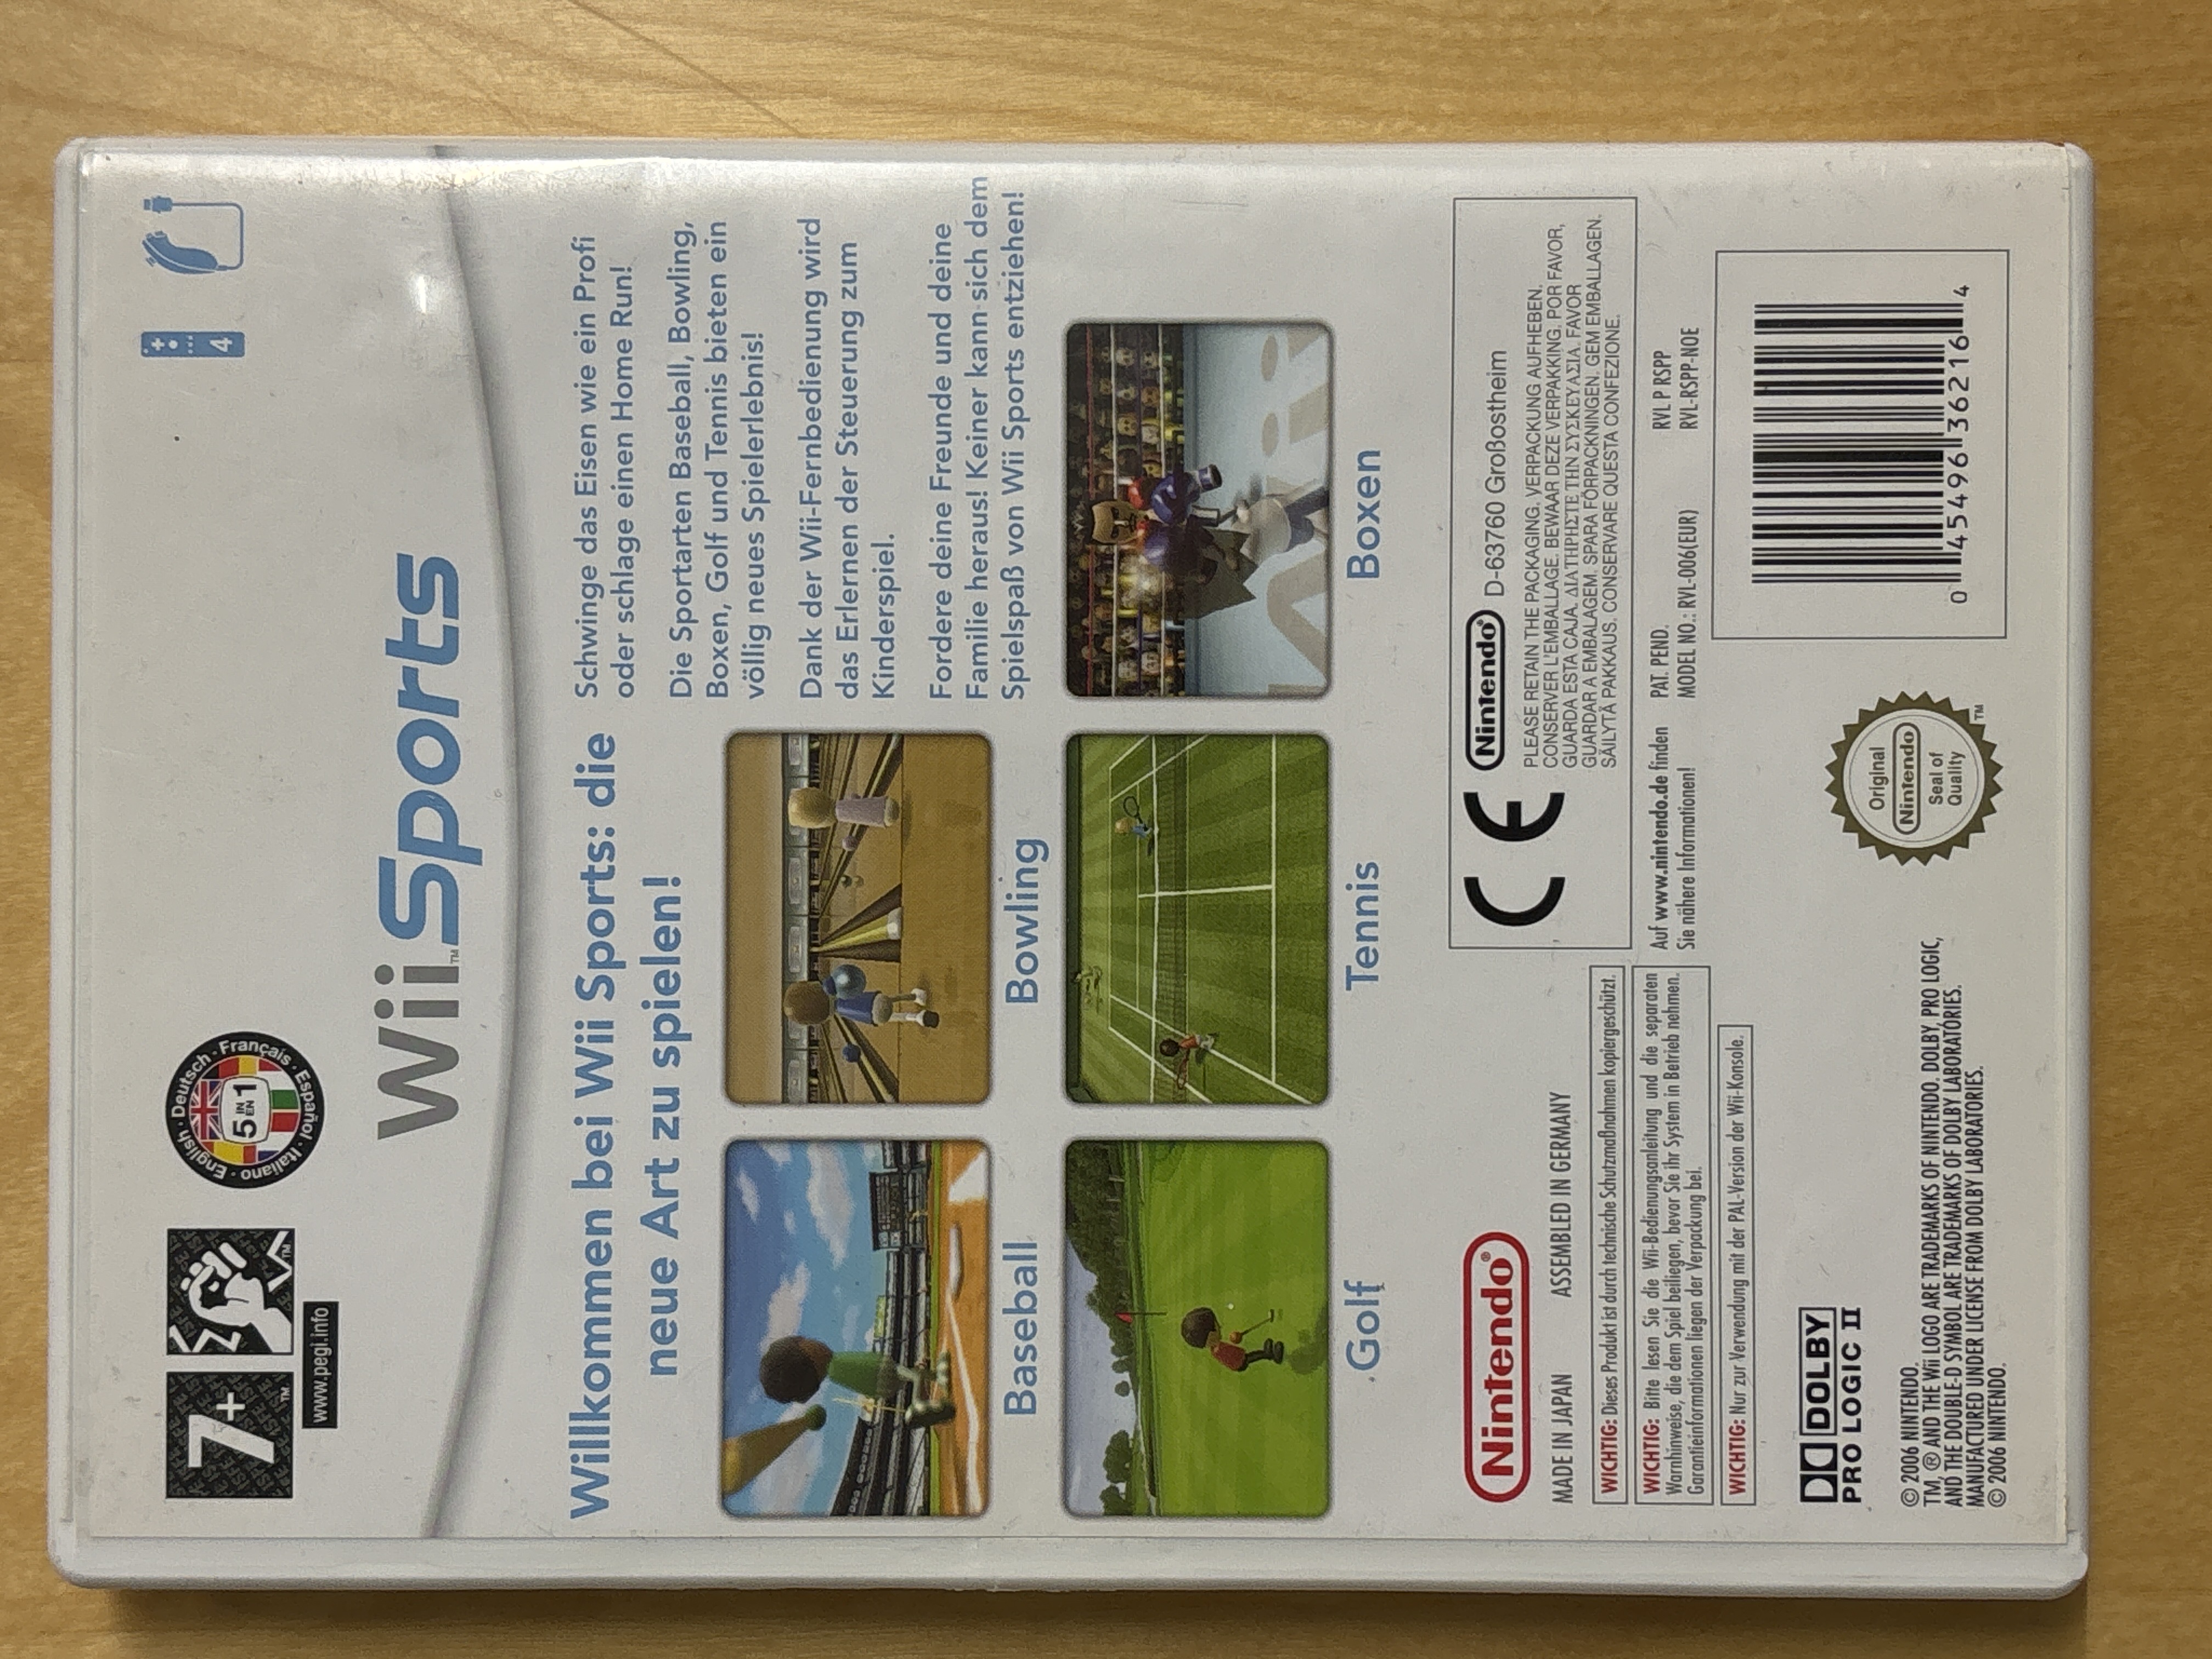 7+
TM
TM
www.pegi.info
English · Deutsch · Français · Español · Italiano ·
5 IN EN 1
4
Wii Sports
TM
Willkommen bei Wii Sports: die
neue Art zu spielen!
Schwinge das Eisen wie ein Profi
oder schlage einen Home Run!
Die Sportarten Baseball, Bowling,
Boxen, Golf und Tennis bieten ein
völlig neues Spielerlebnis!
Dank der Wii-Fernbedienung wird
das Erlernen der Steuerung zum
Kinderspiel.
Fordere deine Freunde und deine
Familie heraus! Keiner kann sich dem
Spielspaß von Wii Sports entziehen!
Baseball
Bowling
Golf
Tennis
Boxen
Nintendo®
MADE IN JAPAN ASSEMBLED IN GERMANY
WICHTIG: Dieses Produkt ist durch technische Schutzmaßnahmen kopiergeschützt.
WICHTIG: Bitte lesen Sie die Wii-Bedienungsanleitung und die separaten
Warnhinweise, die dem Spiel beiliegen, bevor Sie ihr System in Betrieb nehmen.
Garantieinformationen liegen der Verpackung bei.
WICHTIG: Nur zur Verwendung mit der PAL-Version der Wii-Konsole.
CE
Nintendo® D-63760 Großostheim
PLEASE RETAIN THE PACKAGING. VERPACKUNG AUFHEBEN.
CONSERVER L'EMBALLAGE. BEWAAR DEZE VERPAKKING. POR FAVOR,
GUARDA ESTA CAJA. ΔΙΑΤΗΡΗΣΤΕ ΤΗΝ ΣΥΣΚΕΥΑΣΙΑ. FAVOR
GUARDAR A EMBALAGEM. SPARA FÖRPACKNINGEN. GEM EMBALLAGEN.
SÄILYTÄ PAKKAUS. CONSERVARE QUESTA CONFEZIONE.
Auf www.nintendo.de finden
Sie nähere Informationen!
PAT. PEND. RVL P RSPP
MODEL NO.: RVL-006(EUR) RVL-RSPP-NOE
DOLBY
PRO LOGIC II
Original
Nintendo
Seal of
Quality
TM
0 45496 36216 4
© 2006 NINTENDO.
TM, ® AND THE Wii LOGO ARE TRADEMARKS OF NINTENDO. DOLBY, PRO LOGIC,
AND THE DOUBLE-D SYMBOL ARE TRADEMARKS OF DOLBY LABORATORIES.
MANUFACTURED UNDER LICENSE FROM DOLBY LABORATORIES.
© 2006 NINTENDO.